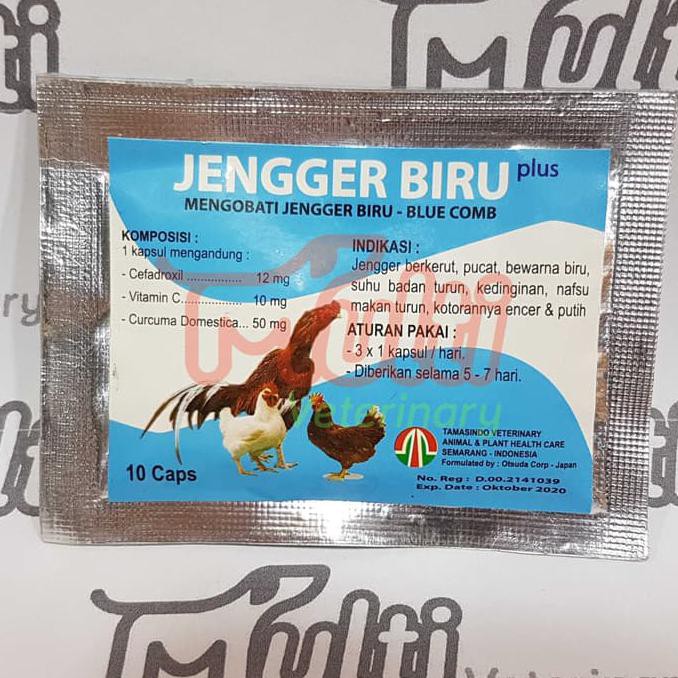 JENGGER BIRU plus
MENGOBATI JENGGER BIRU - BLUE COMB
KOMPOSISI :
1 kapsul mengandung :
- Cefadroxil ................ 12 mg
- Vitamin C.................. 10 mg
- Curcuma Domestica... 50 mg
INDIKASI :
Jengger berkerut, pucat, bewarna biru,
suhu badan turun, kedinginan, nafsu
makan turun, kotorannya encer & putih
ATURAN PAKAI :
- 3 x 1 kapsul / hari.
- Diberikan selama 5 - 7 hari.
Multi
Veterinary
10 Caps
TAMASINDO VETERINARY
ANIMAL & PLANT HEALTH CARE
SEMARANG - INDONESIA
Formulated by : Otsuda Corp - Japan
No. Reg : D.00.2141039
Exp. Date : Oktober 2020
Multi